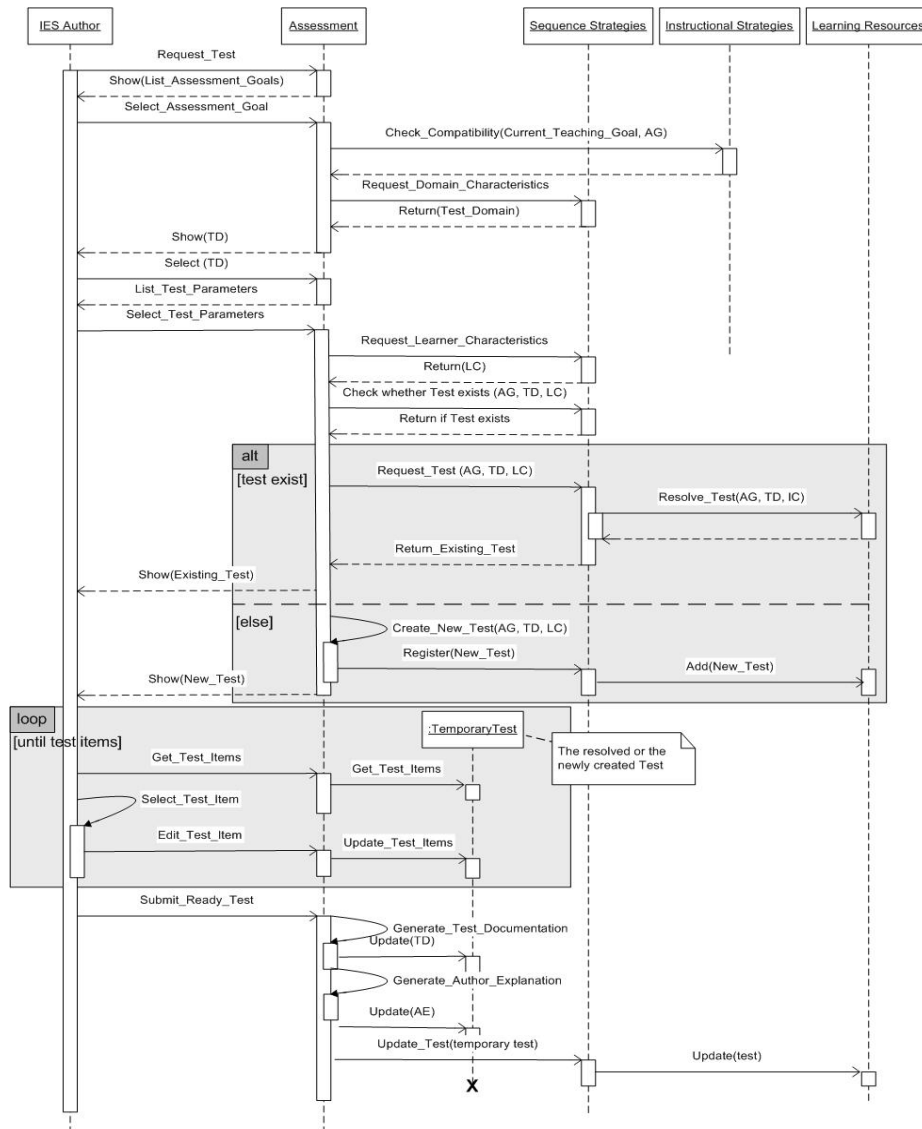 IES Author
Assessment
Sequence Strategies
Instructional Strategies
Learning Resources
Request_Test
Show(List_Assessment_Goals)
Select_Assessment_Goal
Check_Compatibility(Current_Teaching_Goal, AG)
Request_Domain_Characteristics
Return(Test_Domain)
Show(TD)
Select (TD)
List_Test_Parameters
Select_Test_Parameters
Request_Learner_Characteristics
Return(LC)
Check whether Test exists (AG, TD, LC)
Return if Test exists
alt
[test exist]
Request_Test (AG, TD, LC)
Resolve_Test(AG, TD, IC)
Return_Existing_Test
Show(Existing_Test)
[else]
Create_New_Test(AG, TD, LC)
Register(New_Test)
Add(New_Test)
Show(New_Test)
loop
[until test items]
:TemporaryTest
The resolved or the
newly created Test
Get_Test_Items
Get_Test_Items
Select_Test_Item
Edit_Test_Item
Update_Test_Items
Submit_Ready_Test
Generate_Test_Documentation
Update(TD)
Generate_Author_Explanation
Update(AE)
Update_Test(temporary test)
Update(test)
X